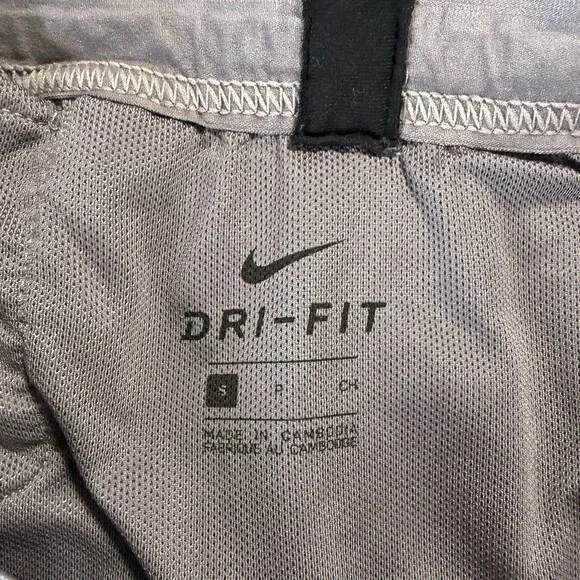 DRI-FIT
S P CH
MADE IN CAMBODIA
FABRIQUÉ AU CAMBODGE